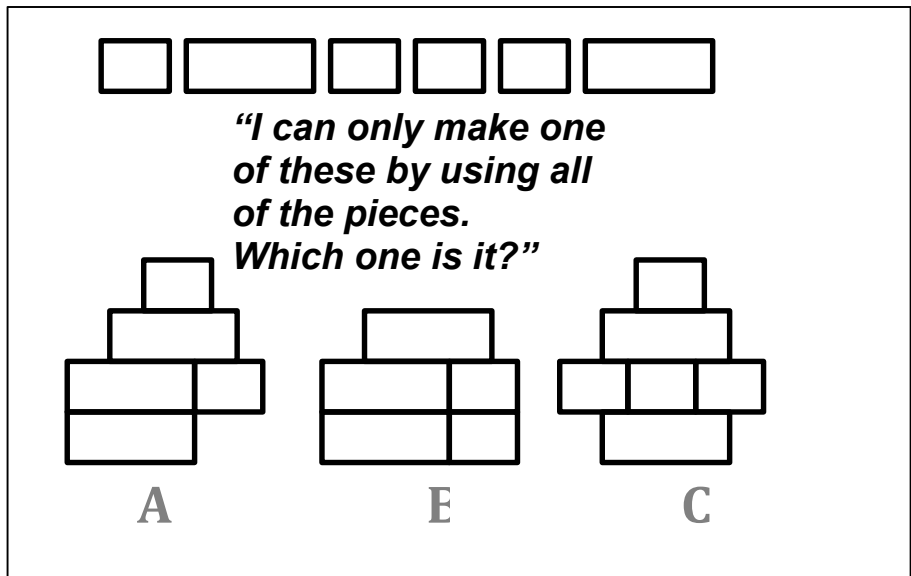 “I can only make one
of these by using all
of the pieces.
Which one is it?”
A B C